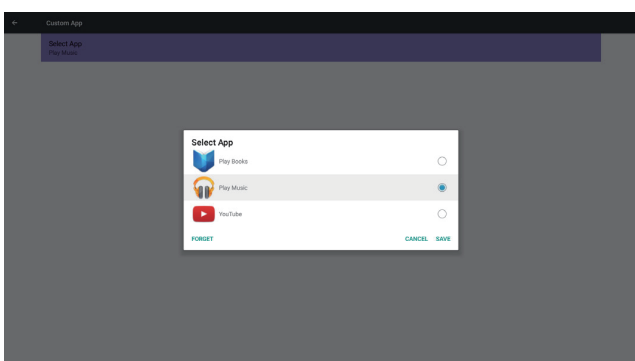 Custom App
Select App
Play Music
Select App
Play Books
Play Music
YouTube
FORGET CANCEL SAVE